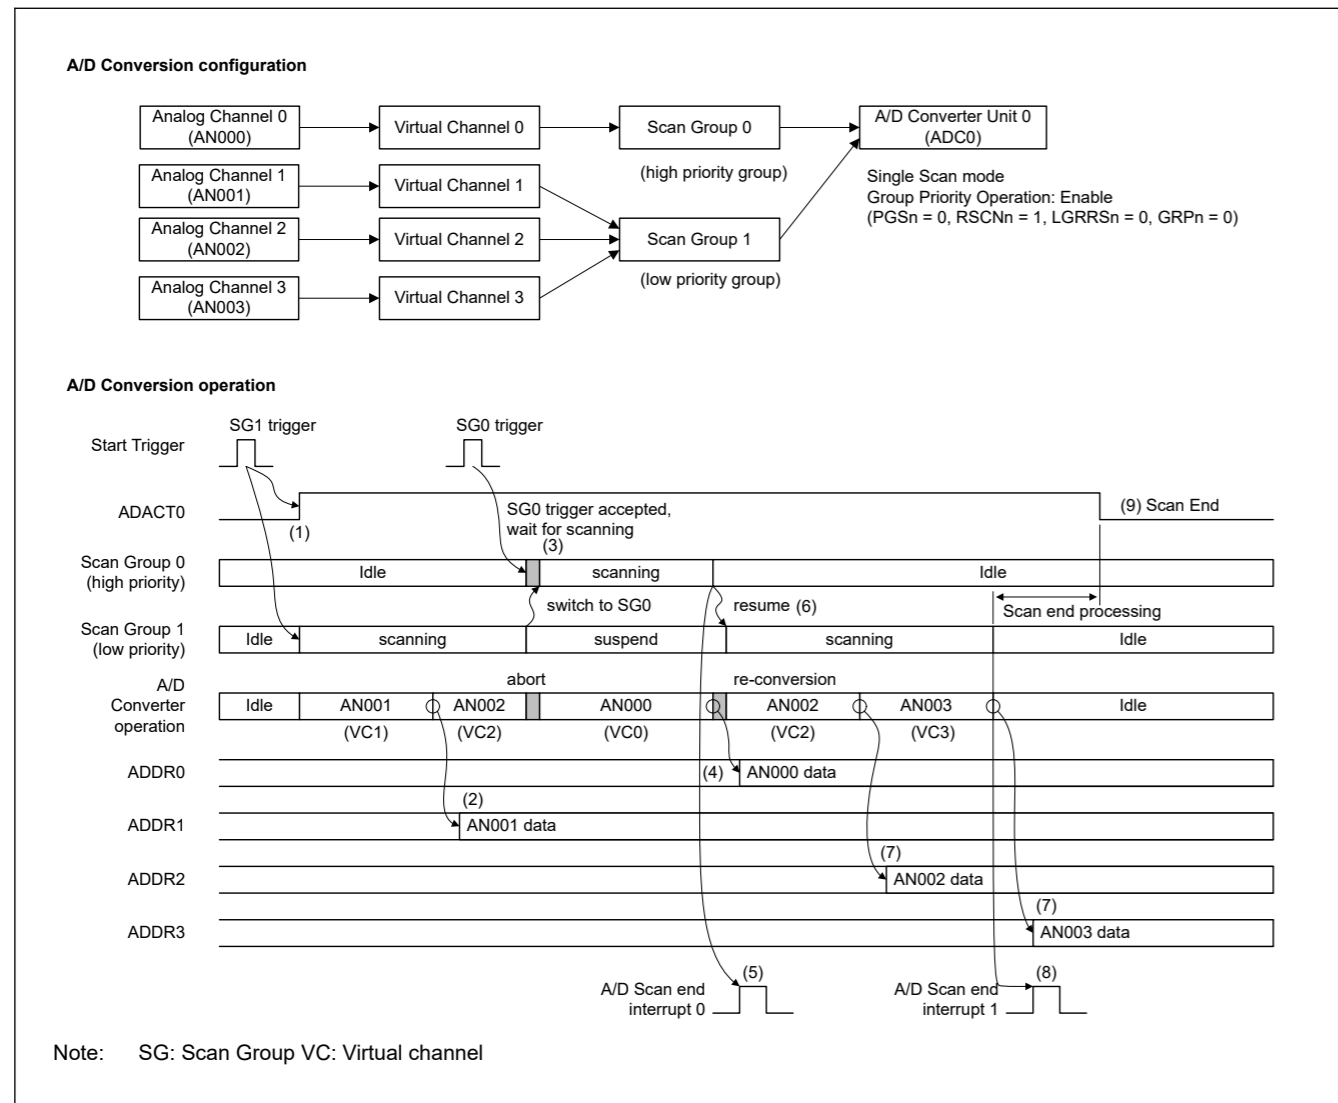 A/D Conversion configuration
Analog Channel 0
(AN000)
Virtual Channel 0
Scan Group 0
A/D Converter Unit 0
(ADC0)
(high priority group)
Analog Channel 1
(AN001)
Virtual Channel 1
Single Scan mode
Group Priority Operation: Enable
(PGSn = 0, RSCNn = 1, LGRRSn = 0, GRPn = 0)
Analog Channel 2
(AN002)
Virtual Channel 2
Scan Group 1
(low priority group)
Analog Channel 3
(AN003)
Virtual Channel 3
A/D Conversion operation
SG1 trigger
SG0 trigger
Start Trigger
ADACT0
(1)
SG0 trigger accepted,
wait for scanning
(3)
(9) Scan End
Scan Group 0
(high priority)
Idle
scanning
Idle
switch to SG0
resume (6)
Scan end processing
Scan Group 1
(low priority)
Idle
scanning
suspend
scanning
Idle
abort
re-conversion
A/D
Converter
operation
Idle
AN001
AN002
AN000
AN002
AN003
Idle
(VC1)
(VC2)
(VC0)
(VC2)
(VC3)
ADDR0
(4)
AN000 data
(2)
ADDR1
AN001 data
(7)
ADDR2
AN002 data
(7)
ADDR3
AN003 data
(5)
A/D Scan end
interrupt 0
(8)
A/D Scan end
interrupt 1
Note: SG: Scan Group VC: Virtual channel